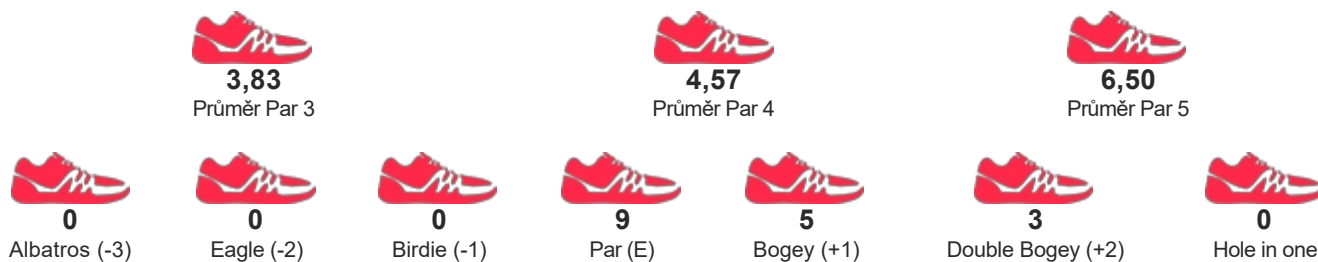 3,83 4,57 6,50
Průměr Par 3 Průměr Par 4 Průměr Par 5
0 0 0 9 5 3 0
Albatros (-3) Eagle (-2) Birdie (-1) Par (E) Bogey (+1) Double Bogey (+2) Hole in one